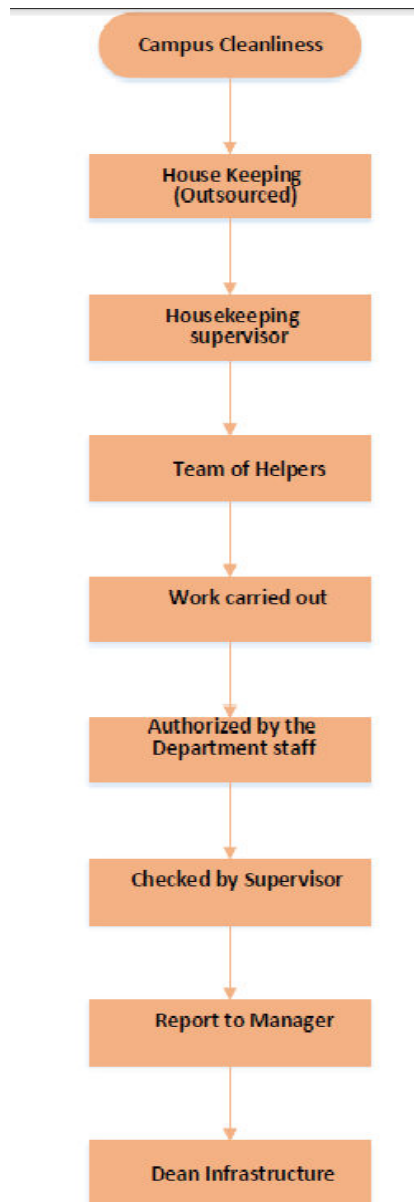 Campus Cleanliness
House Keeping
(Outsourced)
Housekeeping
supervisor
Team of Helpers
Work carried out
Authorized by the
Department staff
Checked by Supervisor
Report to Manager
Dean Infrastructure